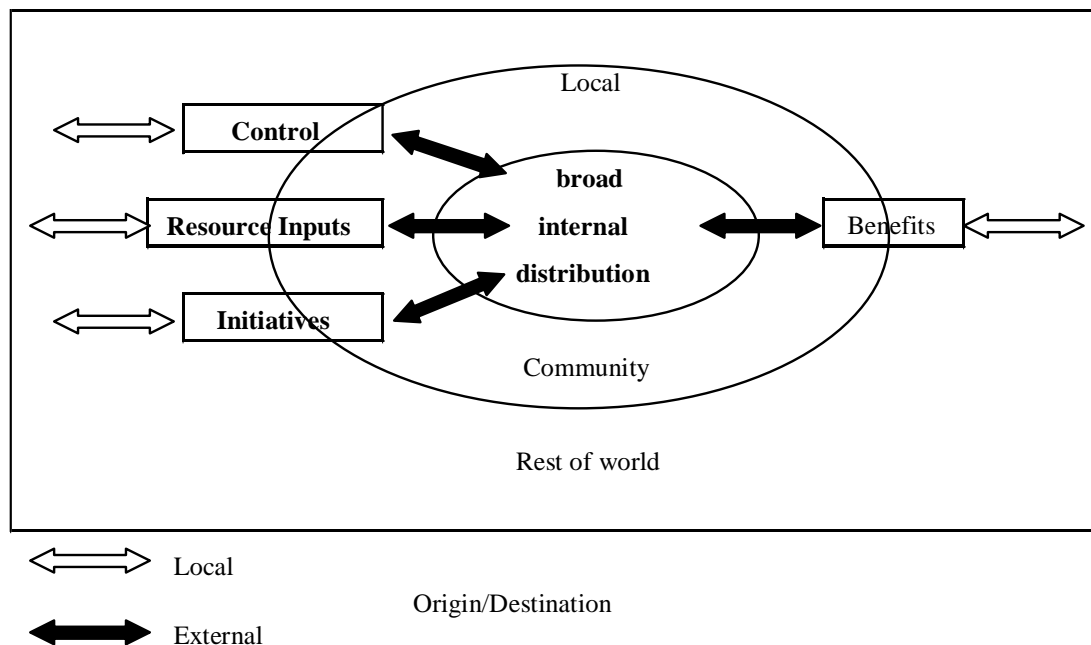 Local
Control
broad
Resource Inputs
internal
Benefits
distribution
Initiatives
Community
Rest of world
Local
Origin/Destination
External